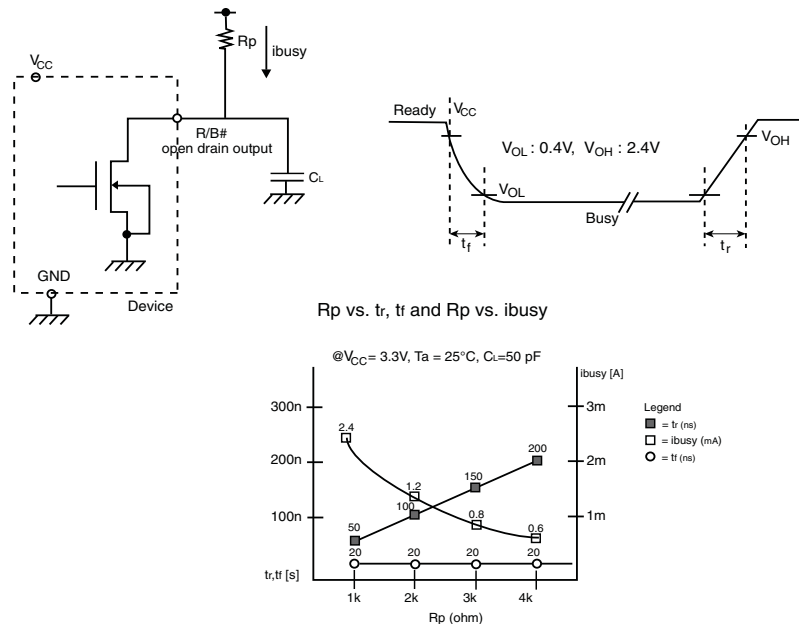 Rp
ibusy
VCC
R/B#
open drain output
CL
GND
Device
Ready
VCC
VOL : 0.4V, VOH : 2.4V
VOH
VOL
Busy
tf
tr
Rp vs. tr, tf and Rp vs. ibusy
@VCC = 3.3V, Ta = 25°C, CL=50 pF
ibusy [A]
300n
3m
200n
2m
100n
1m
2.4
1.2
0.8
0.6
50
100
150
200
20
20
20
20
tr,tf [s]
1k
2k
3k
4k
Rp (ohm)
Legend
= tr (ns)
= ibusy (mA)
= tf (ns)